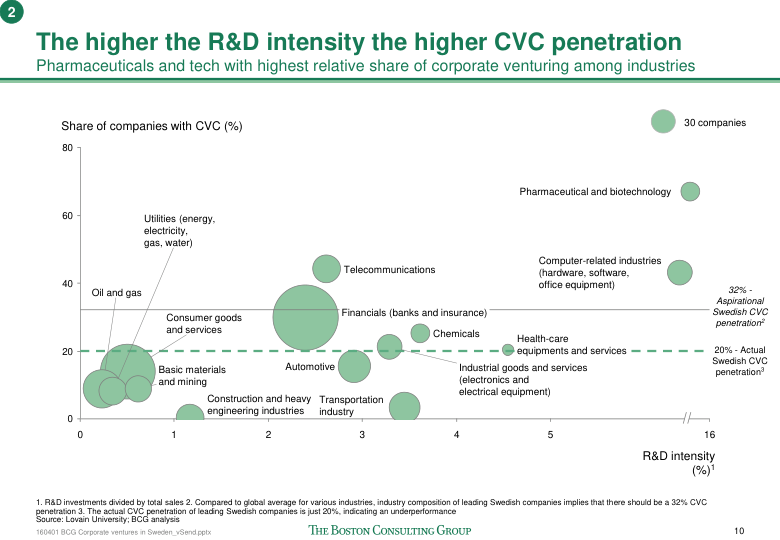 2
The higher the R&D intensity the higher CVC penetration
Pharmaceuticals and tech with highest relative share of corporate venturing among industries
Share of companies with CVC (%)
30 companies
80
60
40
20
0
Pharmaceutical and biotechnology
Utilities (energy,
electricity,
gas, water)
Computer-related industries
(hardware, software,
office equipment)
Telecommunications
Oil and gas
32% -
Aspirational
Swedish CVC
penetration2
Financials (banks and insurance)
Consumer goods
and services
Chemicals
Health-care
equipments and services
20% - Actual
Swedish CVC
penetration3
Automotive
Industrial goods and services
(electronics and
electrical equipment)
Basic materials
and mining
Construction and heavy
engineering industries
Transportation
industry
0 1 2 3 4 5 16
R&D intensity
(%)1
1. R&D investments divided by total sales 2. Compared to global average for various industries, industry composition of leading Swedish companies implies that there should be a 32% CVC
penetration 3. The actual CVC penetration of leading Swedish companies is just 20%, indicating an underperformance
Source: Lovain University; BCG analysis
160401 BCG Corporate ventures in Sweden_vSend.pptx
THE BOSTON CONSULTING GROUP
10